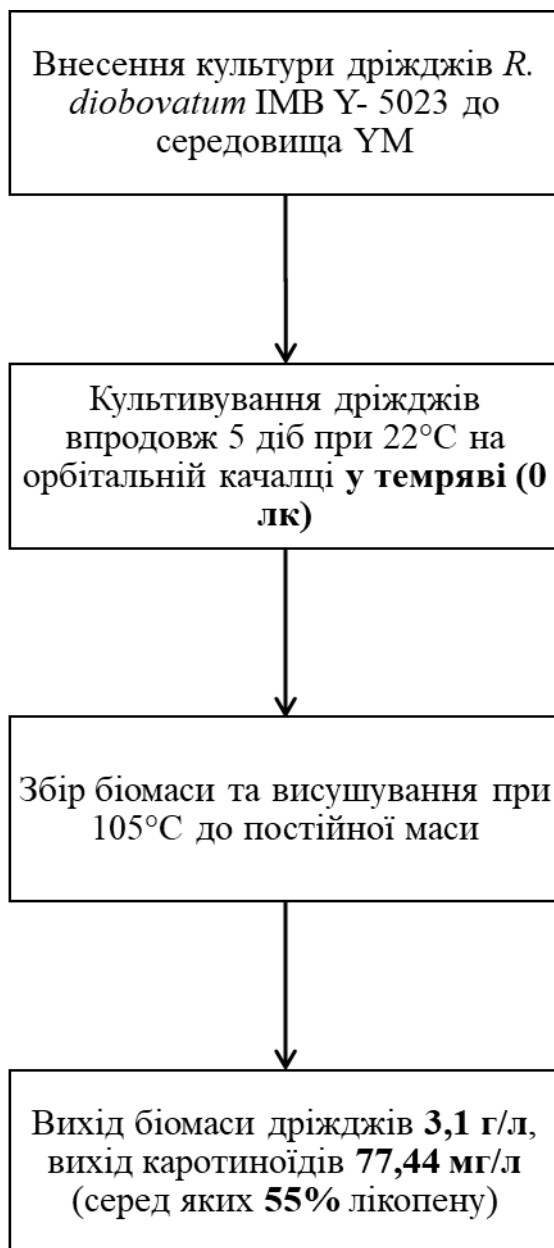 Внесення культури дріжджів R.
diobovatum ІМВ Y- 5023 до
середовища YM
Культивування дріжджів
впродовж 5 діб при 22°C на
орбітальній качалці у темряві (0
лк)
Збір біомаси та висушування при
105°C до постійної маси
Вихід біомаси дріжджів 3,1 г/л,
вихід каротиноїдів 77,44 мг/л
(серед яких 55% лікопену)